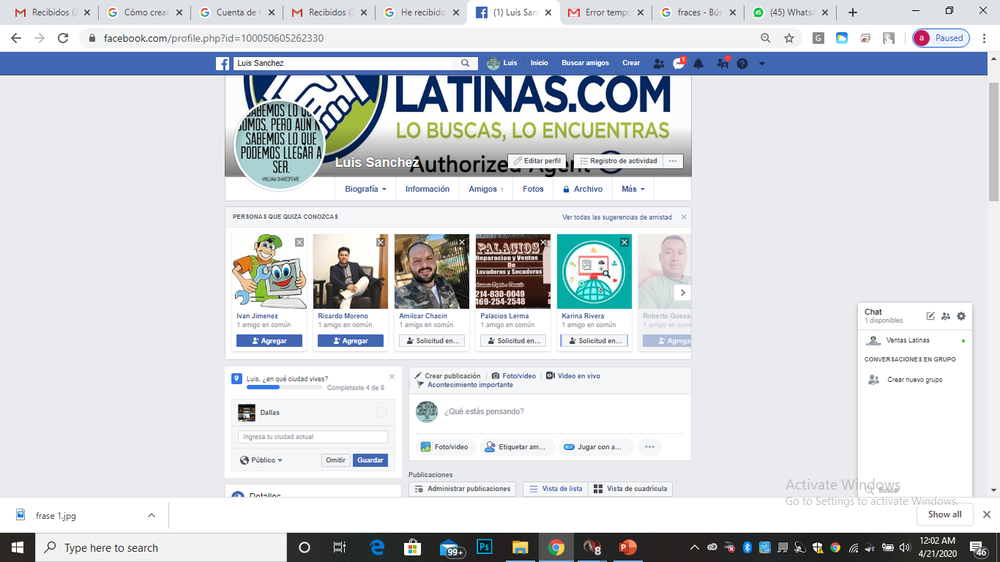 Recibidos (2
Cómo crear
Cuenta de G
Recibidos (2
He recibido
(1) Luis San
Error tempo
fraces - Bús
(45) WhatsA
facebook.com/profile.php?id=100050605262330
Paused
Luis Sanchez
Luis
Inicio
Buscar amigos
Crear
1
LATINAS.COM
LO BUSCAS, LO ENCUENTRAS
Authorized Agent
SABEMOS LO QUE
SOMOS, PERO AÚN N
SABEMOS LO QUE
PODEMOS LLEGAR A
SER.
-WILLIAM SHAKESPEARE
Luis Sanchez
Editar perfil
Registro de actividad
Biografía
Información
Amigos 1
Fotos
Archivo
Más
PERSONAS QUE QUIZÁ CONOZCAS
Ver todas las sugerencias de amistad
PALACIOS
Reparacion y Ventas
De
Lavadoras y Secadoras
214-830-0049
469-254-2548
Ivan Jimenez
1 amigo en común
Agregar
Ricardo Moreno
1 amigo en común
Agregar
Amilcar Chacin
1 amigo en común
Solicitud en...
Palacios Lerma
1 amigo en común
Solicitud en...
Karina Rivera
1 amigo en común
Solicitud en...
Roberto Guevar
1 amigo en com
Agregar
Chat
1 disponibles
Ventas Latinas
CONVERSACIONES EN GRUPO
Crear nuevo grupo
Buscar
Luis, ¿en qué ciudad vives?
Completaste 4 de 9
Dallas
Ingresa tu ciudad actual
Público
Omitir
Guardar
Detalles
Crear publicación
Foto/video
Video en vivo
Acontecimiento importante
¿Qué estás pensando?
Foto/video
Etiquetar am...
Jugar con a...
Publicaciones
Administrar publicaciones
Vista de lista
Vista de cuadrícula
Activate Windows
Go to Settings to activate Windows.
frase 1.jpg
Show all
Type here to search
99+
Ps
8
12:02 AM
4/21/2020
46